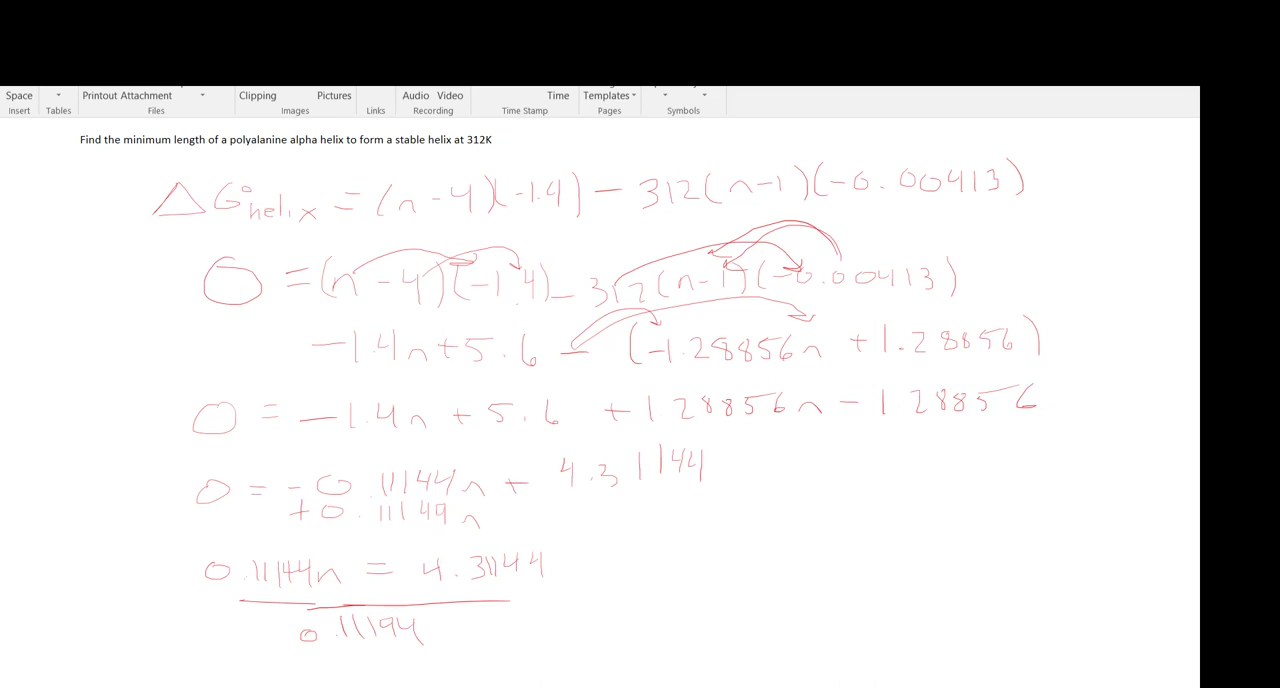 Space Printout Attachment Clipping Pictures Audio Video Time Templates
Insert Tables Files Images Links Recording Time Stamp Pages Symbols
Find the minimum length of a polyalanine alpha helix to form a stable helix at 312K
ΔG°helix = (n-4)(-1.4) - 312(n-1)(-0.00413)
0 = (n-4)(-1.4) - 312(n-1)(-0.00413)
-1.4n+5.6 - (-1.28856n + 1.28856)
0 = -1.4n + 5.6 + 1 28856n - 1 28856
0 = -0.11144n + 4.31144
+0.11144n
0.11144n = 4.31144
0.11144